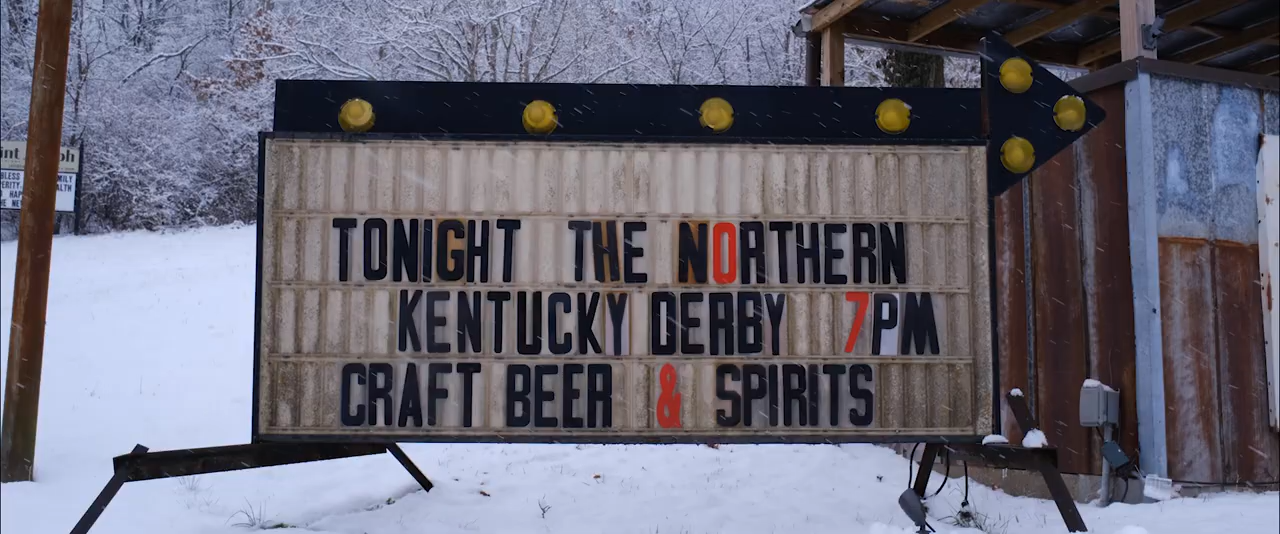 TONIGHT THE NORTHERN
KENTUCKY DERBY 7PM
CRAFT BEER & SPIRITS